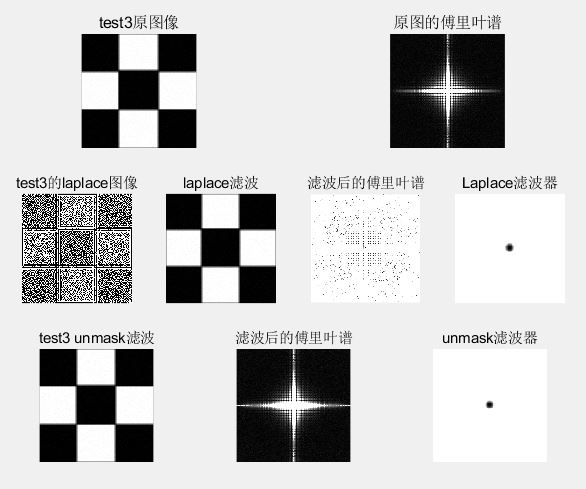 test3原图像
原图的傅里叶谱
test3的laplace图像
laplace滤波
滤波后的傅里叶谱
Laplace滤波器
test3 unmask滤波
滤波后的傅里叶谱
unmask滤波器